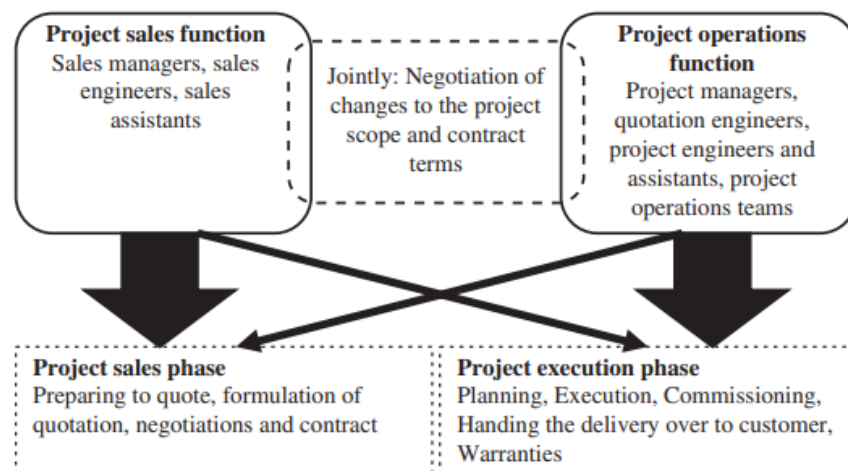 Project sales function
Sales managers, sales
engineers, sales
assistants
Jointly: Negotiation of
changes to the project
scope and contract
terms
Project operations
function
Project managers,
quotation engineers,
project engineers and
assistants, project
operations teams
Project sales phase
Preparing to quote, formulation of
quotation, negotiations and contract
Project execution phase
Planning, Execution, Commissioning,
Handing the delivery over to customer,
Warranties